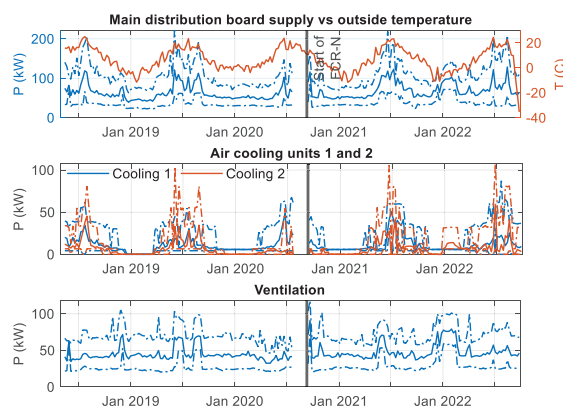 Main distribution board supply vs outside temperature
200
100
0
P (kW)
20
0
-20
-40
T (C)
Start of
FCR-N
Jan 2019
Jan 2020
Jan 2021
Jan 2022
Air cooling units 1 and 2
100
50
0
P (kW)
Cooling 1
Cooling 2
Jan 2019
Jan 2020
Jan 2021
Jan 2022
Ventilation
100
50
0
P (kW)
Jan 2019
Jan 2020
Jan 2021
Jan 2022